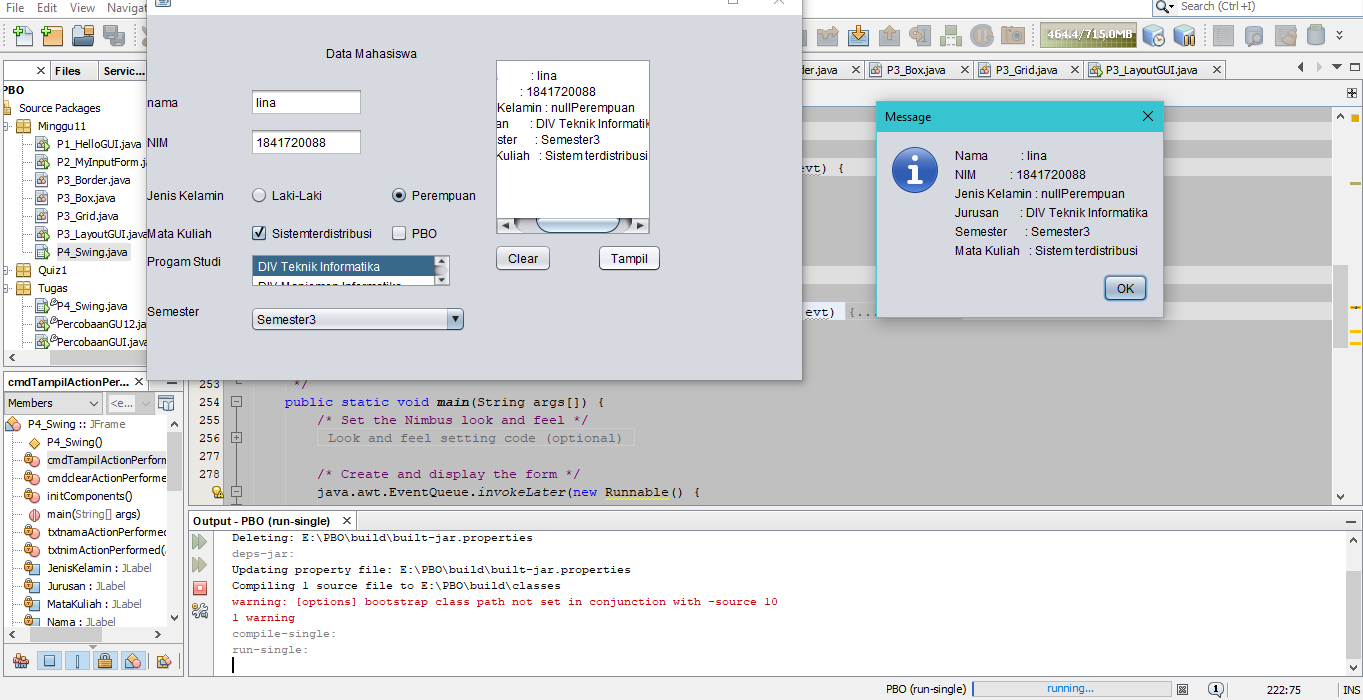 File Edit View Navigat
Search (Ctrl+I)
464.4/715.0MB
Files Servic...
der.java P3_Box.java P3_Grid.java P3_LayoutGUI.java
PBO
Source Packages
Minggu11
P1_HelloGUI.java
P2_MyInputForm.j
P3_Border.java
P3_Box.java
P3_Grid.java
P3_LayoutGUI.java
P4_Swing.java
Quiz1
Tugas
P4_Swing.java
PercobaanGU12.ja
PercobaanGUI.java
Data Mahasiswa
nama lina
NIM 1841720088
Jenis Kelamin Laki-Laki Perempuan
Mata Kuliah Sistemterdistribusi PBO
Progam Studi DIV Teknik Informatika
DIV Manjemen Informatika
Semester Semester3
: lina
: 1841720088
Kelamin : nullPerempuan
an : DIV Teknik Informatik
ster : Semester3
Kuliah : Sistem terdistribusi
Clear Tampil
Message
Nama : lina
NIM : 1841720088
Jenis Kelamin : nullPerempuan
Jurusan : DIV Teknik Informatika
Semester : Semester3
Mata Kuliah : Sistem terdistribusi
OK
evt) {
evt) {...
cmdTampilActionPer...
Members <e...
P4_Swing :: JFrame
P4_Swing()
cmdTampilActionPerform
cmdclearActionPerforme
initComponents()
main(String[] args)
txtnamaActionPerformed
txtnimActionPerformed(
JenisKelamin : JLabel
Jurusan : JLabel
MataKuliah : JLabel
Nama : JLabel
253 */
254 public static void main(String args[]) {
255 /* Set the Nimbus look and feel */
256 Look and feel setting code (optional)
277
278 /* Create and display the form */
java.awt.EventQueue.invokeLater(new Runnable() {
Output - PBO (run-single)
Deleting: E:\PBO\build\built-jar.properties
deps-jar:
Updating property file: E:\PBO\build\built-jar.properties
Compiling 1 source file to E:\PBO\build\classes
warning: [options] bootstrap class path not set in conjunction with -source 10
1 warning
compile-single:
run-single:
PBO (run-single) running... 1 222:75 INS